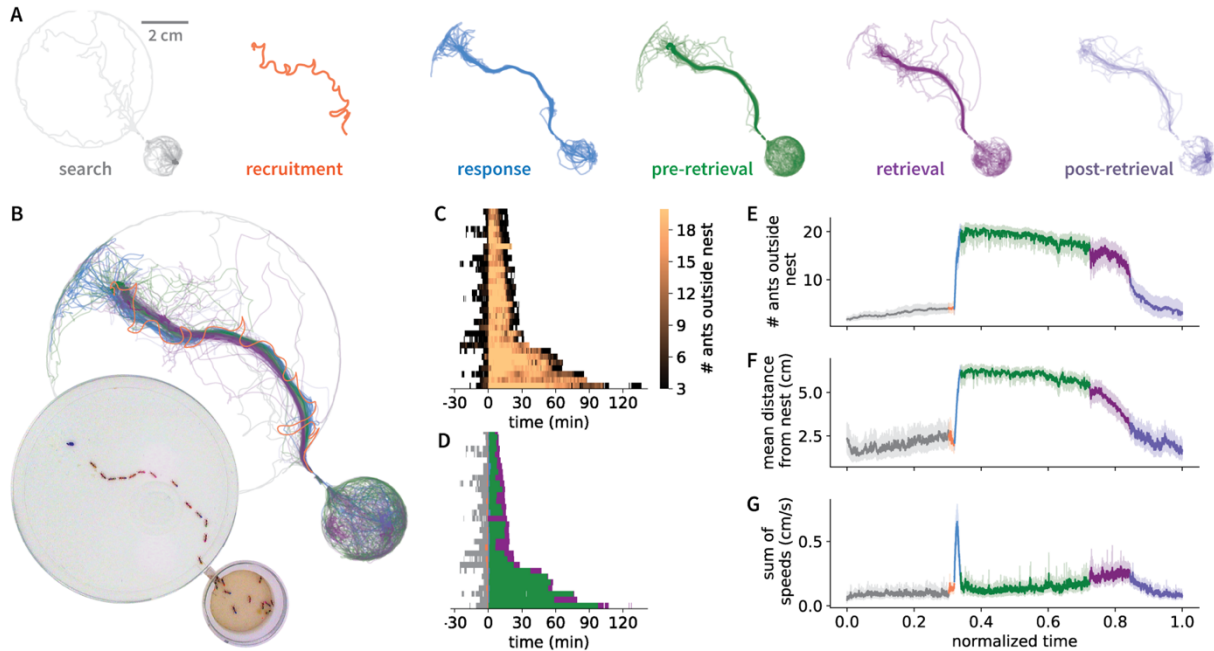 A
2 cm
search
recruitment
response
pre-retrieval
retrieval
post-retrieval
B
C
18
15
12
9
6
3
# ants outside nest
-30 0 30 60 90 120
time (min)
D
-30 0 30 60 90 120
time (min)
E
20
10
# ants outside
nest
F
5.0
2.5
mean distance
from nest (cm)
G
0.5
0.0
sum of
speeds (cm/s)
0.0 0.2 0.4 0.6 0.8 1.0
normalized time